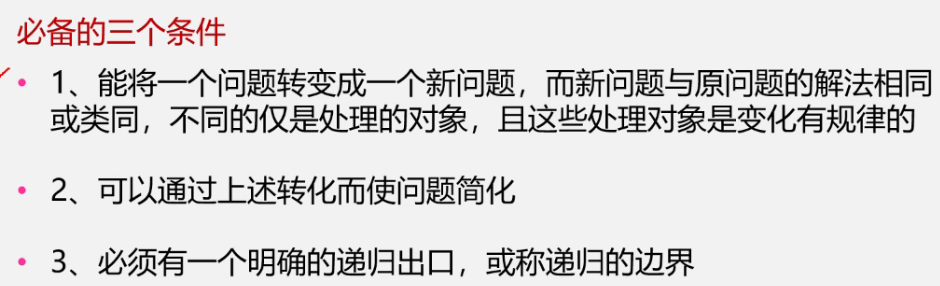 必备的三个条件
• 1、能将一个问题转变成一个新问题，而新问题与原问题的解法相同
或类同，不同的仅是处理的对象，且这些处理对象是变化有规律的
• 2、可以通过上述转化而使问题简化
• 3、必须有一个明确的递归出口，或称递归的边界